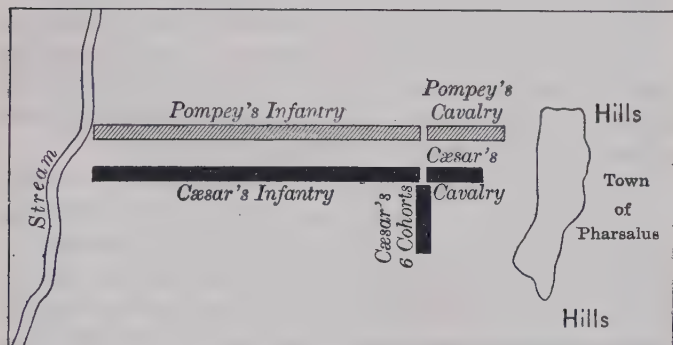 Stream
Pompey's Infantry
Pompey's
Cavalry
Cæsar's Infantry
Cæsar's
Cavalry
Cæsar's
6 Cohorts
Hills
Town
of
Pharsalus
Hills